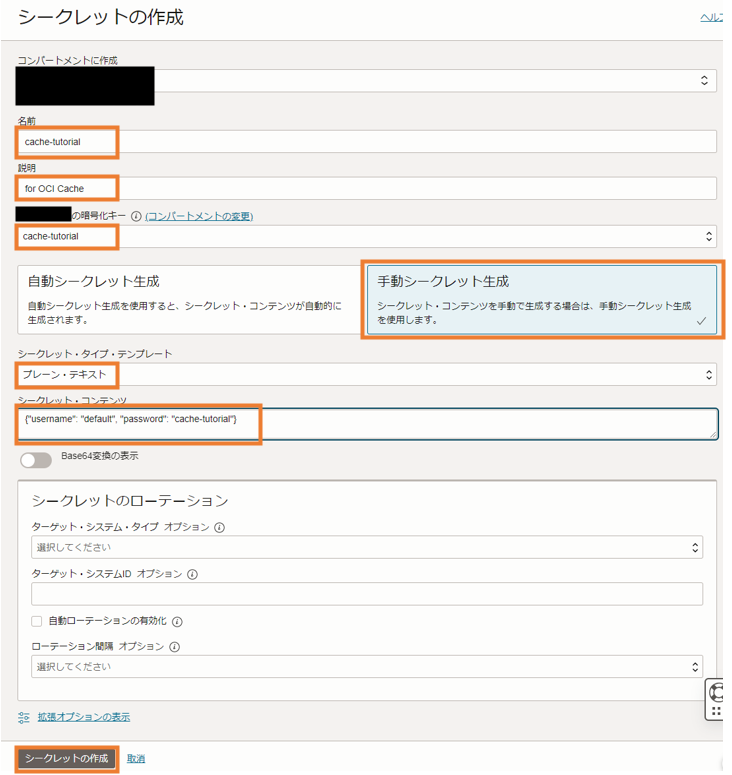 シークレットの作成
ヘルプ
コンパートメントに作成
名前
cache-tutorial
説明
for OCI Cache
の暗号化キー (コンパートメントの変更)
cache-tutorial
自動シークレット生成
自動シークレット生成を使用すると、シークレット・コンテンツが自動的に
生成されます。
手動シークレット生成
シークレット・コンテンツを手動で生成する場合は、手動シークレット生成
を使用します。
シークレット・タイプ・テンプレート
プレーン・テキスト
シークレット・コンテンツ
{"username": "default", "password": "cache-tutorial"}
Base64変換の表示
シークレットのローテーション
ターゲット・システム・タイプ オプション
選択してください
ターゲット・システムID オプション
自動ローテーションの有効化
ローテーション間隔 オプション
選択してください
拡張オプションの表示
シークレットの作成 取消